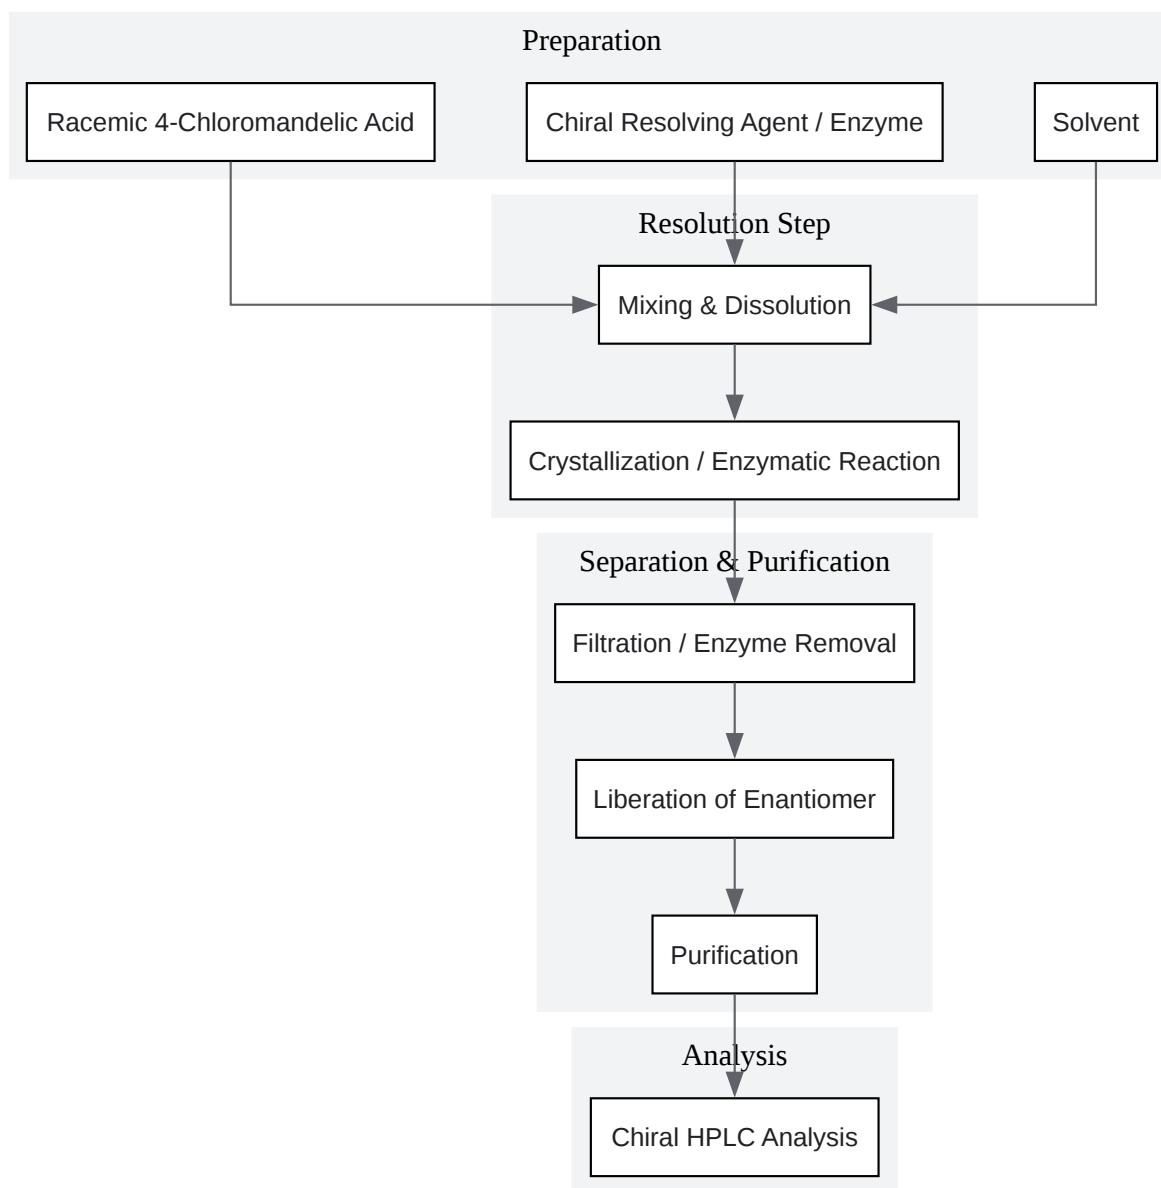 Preparation
Racemic 4-Chloromandelic Acid
Chiral Resolving Agent / Enzyme
Solvent
Resolution Step
Mixing & Dissolution
Crystallization / Enzymatic Reaction
Separation & Purification
Filtration / Enzyme Removal
Liberation of Enantiomer
Purification
Analysis
Chiral HPLC Analysis